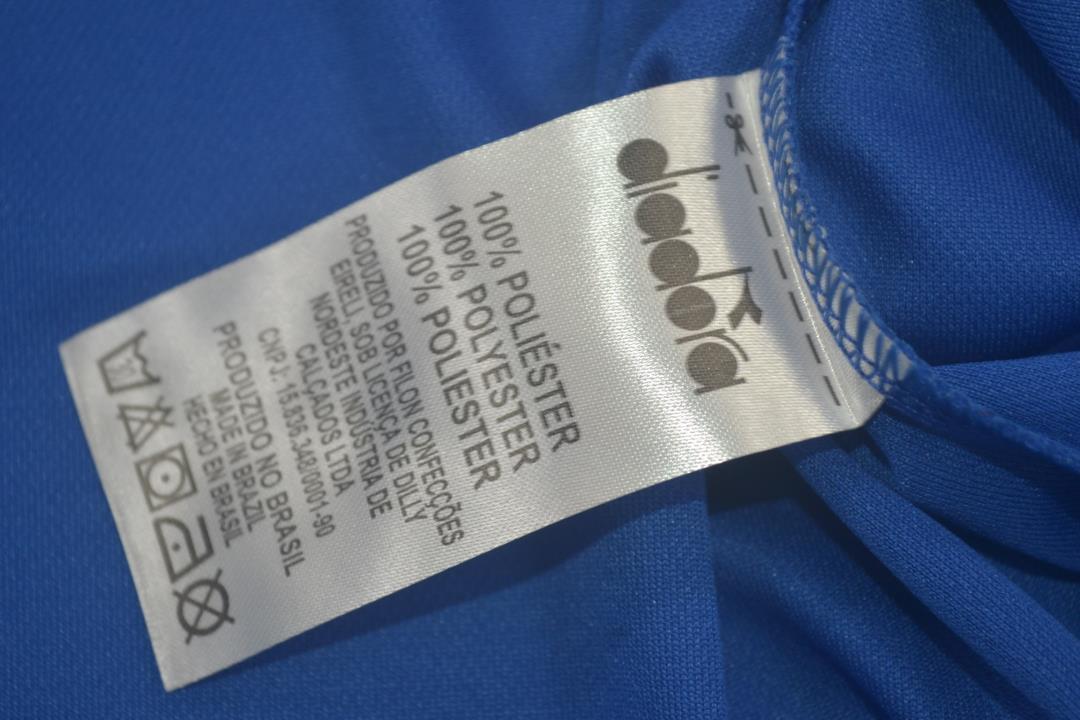 diadora
100% POLIÉSTER
100% POLYESTER
100% POLIESTER
PRODUZIDO POR FILON CONFECÇÕES
EIRELI, SOB LICENÇA DE DILLY
NORDESTE INDÚSTRIA DE
CALÇADOS LTDA
CNPJ: 15.836.348/0001-90
PRODUZIDO NO BRASIL
MADE IN BRAZIL
HECHO EN BRASIL